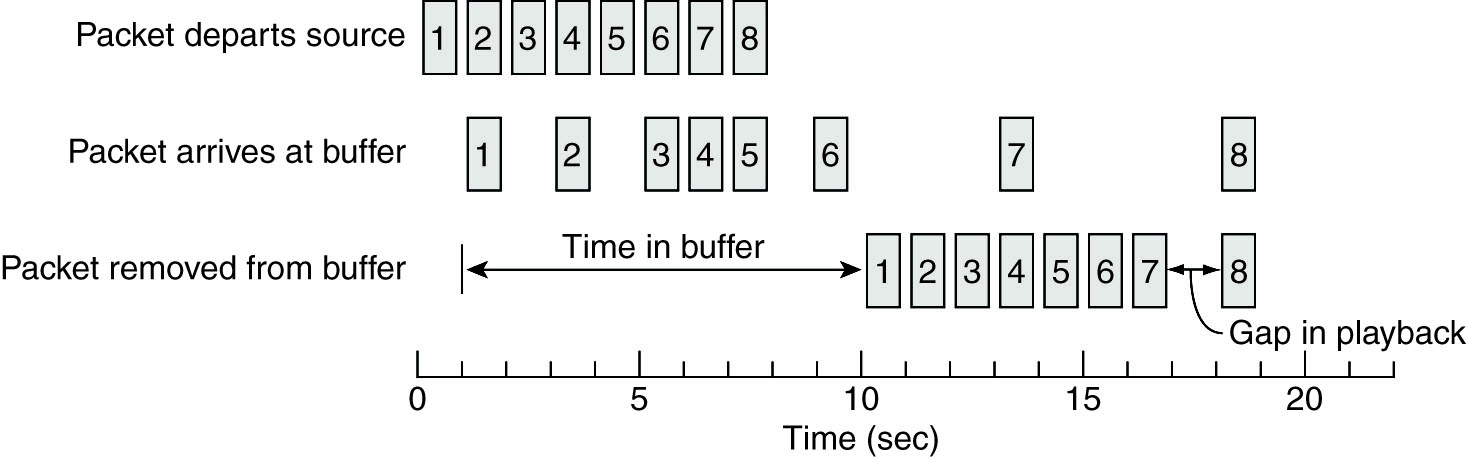 Packet departs source 1 2 3 4 5 6 7 8
Packet arrives at buffer 1 2 3 4 5 6 7 8
Time in buffer
Packet removed from buffer 1 2 3 4 5 6 7 8
Gap in playback
0 5 10 15 20
Time (sec)